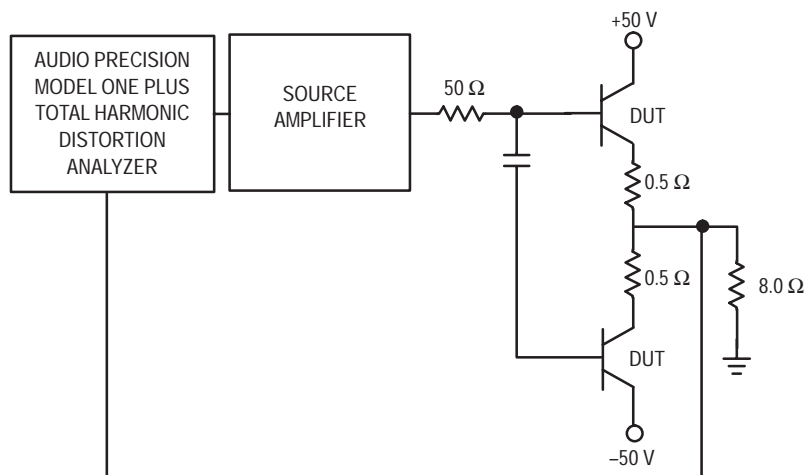 AUDIO PRECISION
MODEL ONE PLUS
TOTAL HARMONIC
DISTORTION
ANALYZER
SOURCE
AMPLIFIER
50 Ω
+50 V
DUT
0.5 Ω
0.5 Ω
8.0 Ω
DUT
–50 V